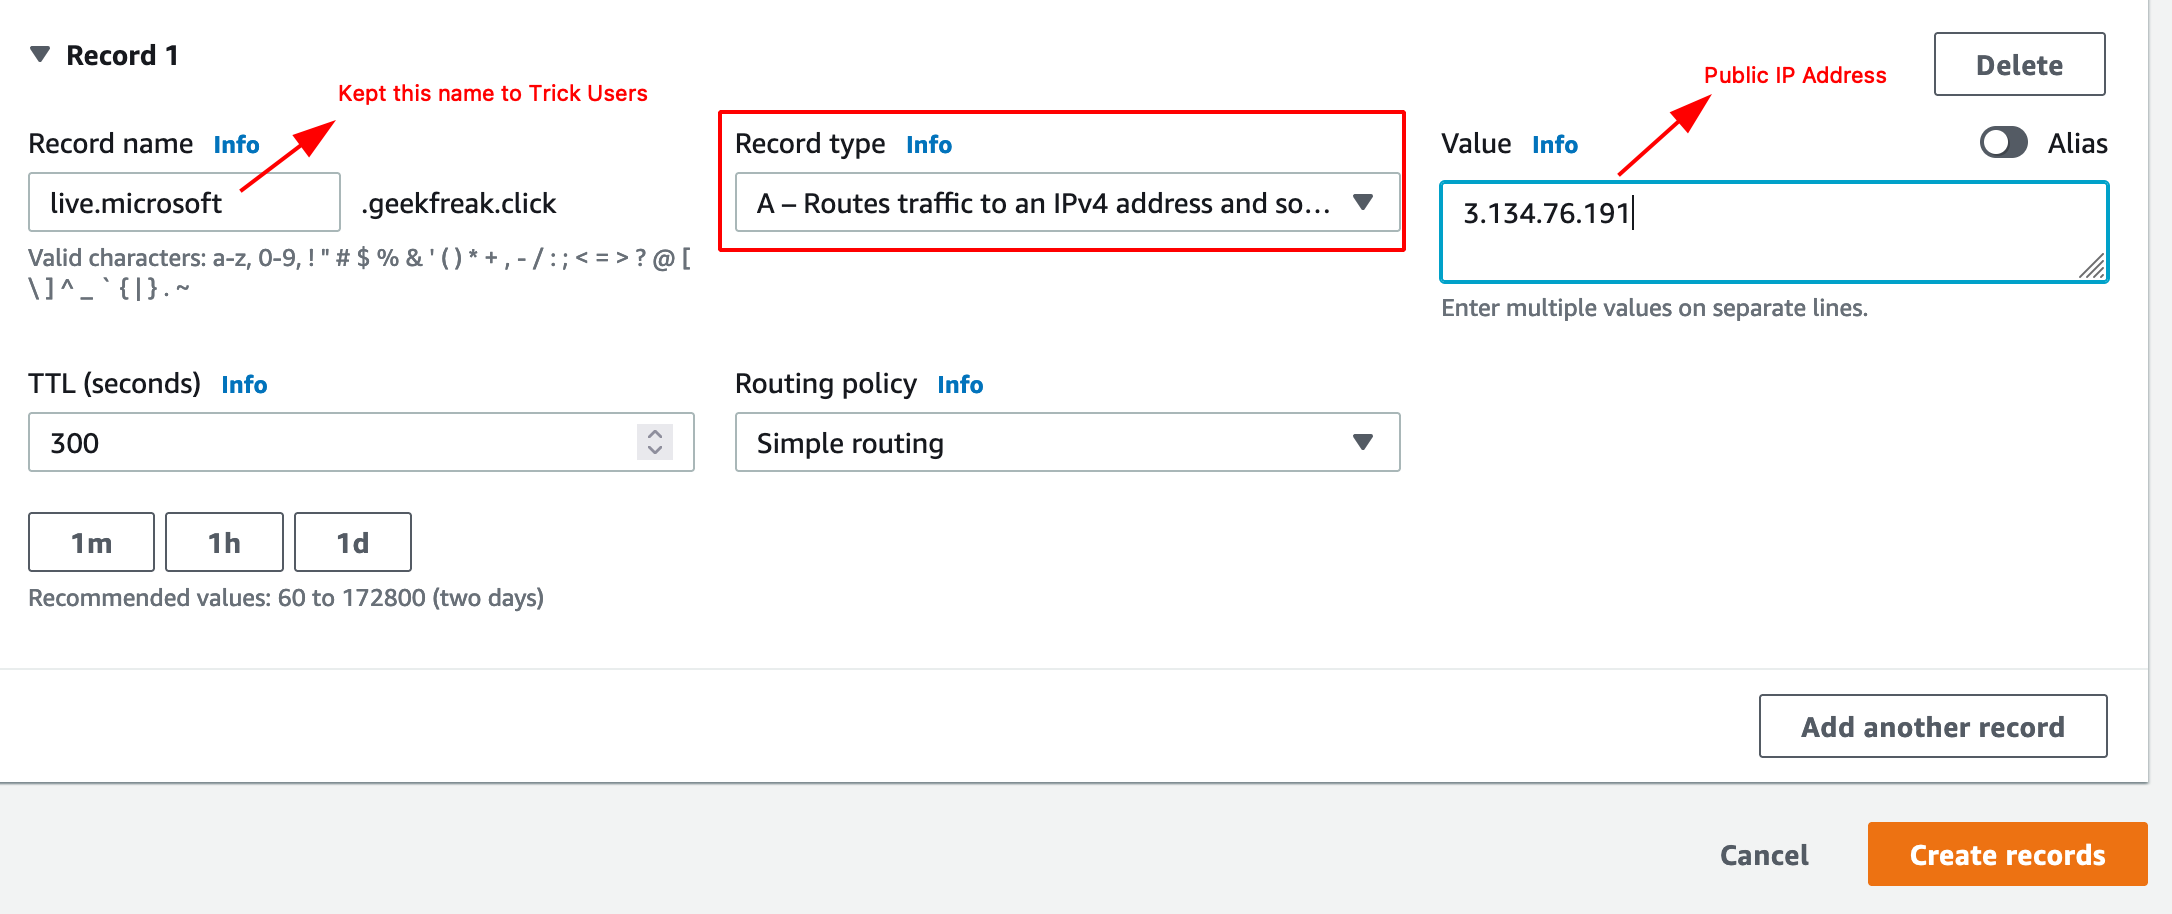 Record 1
Delete
Kept this name to Trick Users
Public IP Address
Record name Info
Record type Info
Value Info
Alias
live.microsoft .geekfreak.click
A – Routes traffic to an IPv4 address and so...
3.134.76.191
Valid characters: a-z, 0-9, ! " # $ % & ' ( ) * + , - / : ; < = > ? @ [
\ ] ^ _ ` { | } . ~
Enter multiple values on separate lines.
TTL (seconds) Info
Routing policy Info
300
Simple routing
1m 1h 1d
Recommended values: 60 to 172800 (two days)
Add another record
Cancel
Create records